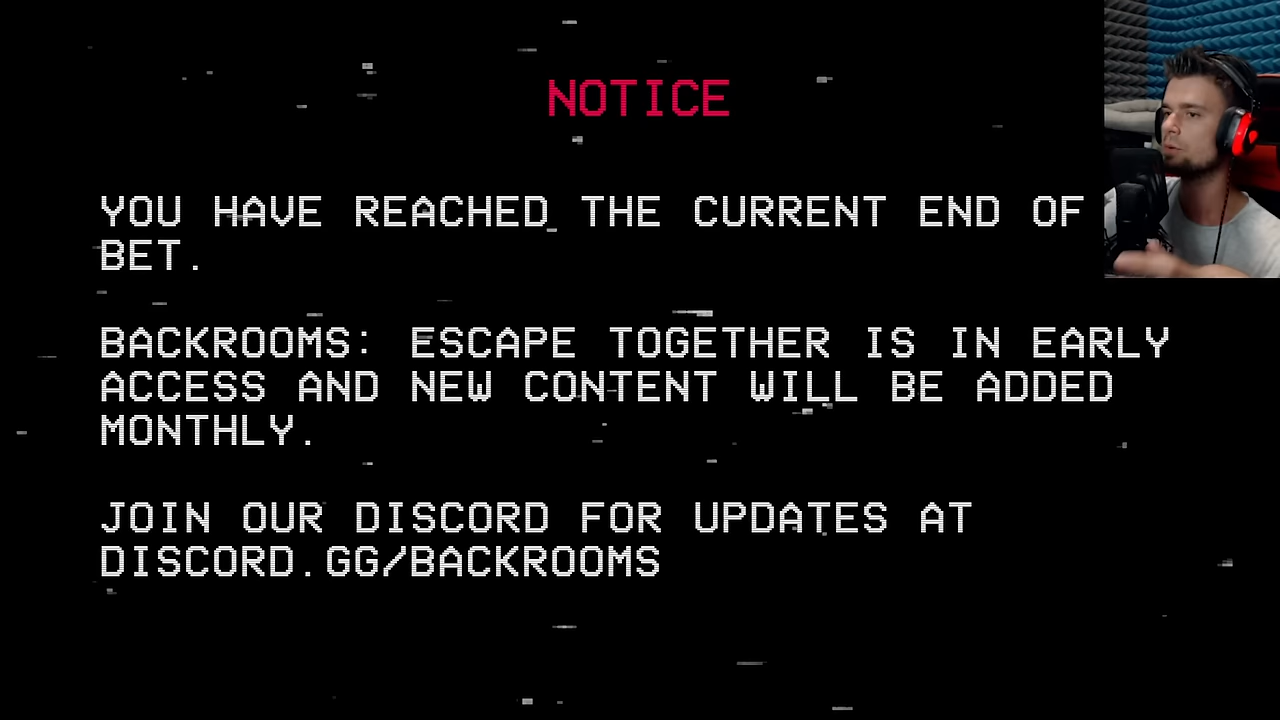 NOTICE
YOU HAVE REACHED THE CURRENT END OF
BET.
BACKROOMS: ESCAPE TOGETHER IS IN EARLY
ACCESS AND NEW CONTENT WILL BE ADDED
MONTHLY.
JOIN OUR DISCORD FOR UPDATES AT
DISCORD.GG/BACKROOMS